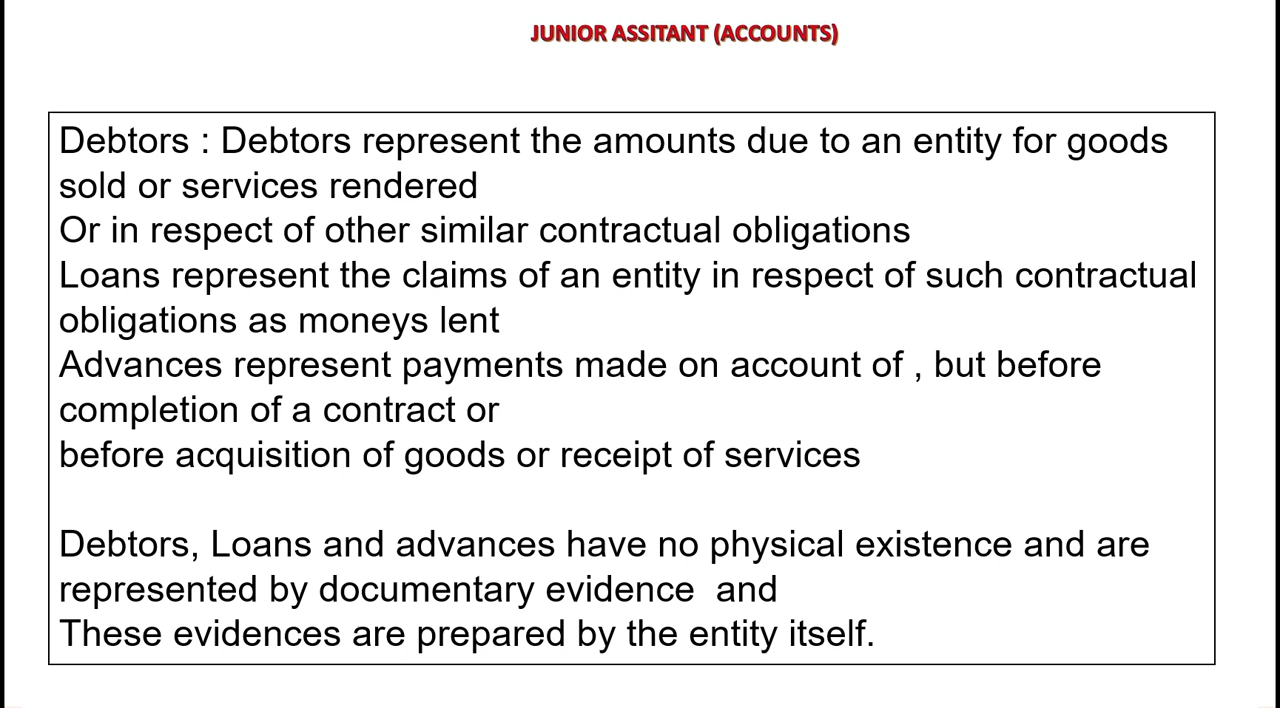 JUNIOR ASSITANT (ACCOUNTS)
Debtors : Debtors represent the amounts due to an entity for goods
sold or services rendered
Or in respect of other similar contractual obligations
Loans represent the claims of an entity in respect of such contractual
obligations as moneys lent
Advances represent payments made on account of , but before
completion of a contract or
before acquisition of goods or receipt of services
Debtors, Loans and advances have no physical existence and are
represented by documentary evidence  and
These evidences are prepared by the entity itself.